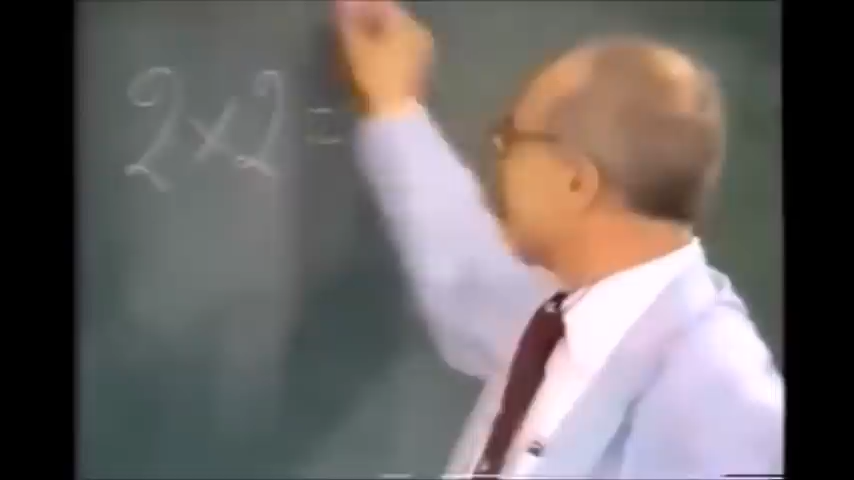 2 × 2 =